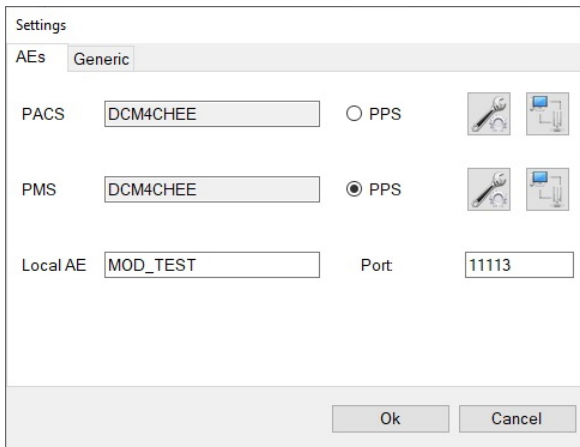 Settings
AEs Generic
PACS DCM4CHEE PPS
PMS DCM4CHEE PPS
Local AE MOD_TEST Port 11113
Ok Cancel